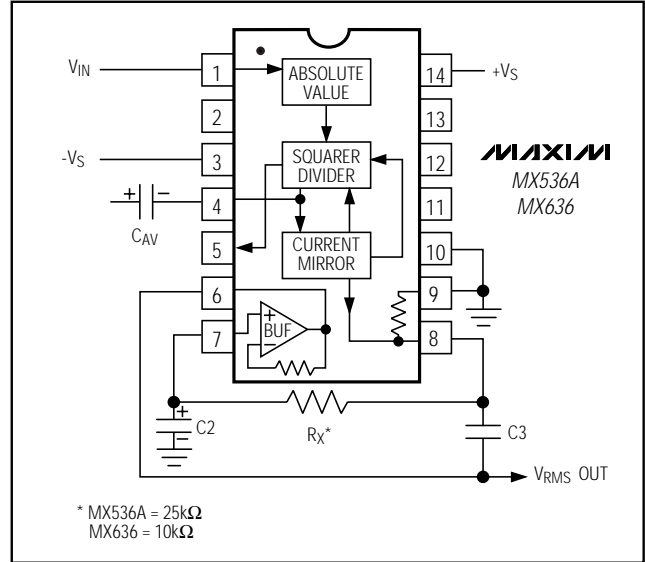 VIN
-VS
+ −
CAV
1
2
3
4
5
6
7
ABSOLUTE
VALUE
SQUARER
DIVIDER
CURRENT
MIRROR
+
BUF
−
14
13
12
11
10
9
8
+VS
MAXIM
MX536A
MX636
+
−
C2
RX*
C3
VRMS OUT
* MX536A = 25kΩ
MX636 = 10kΩ